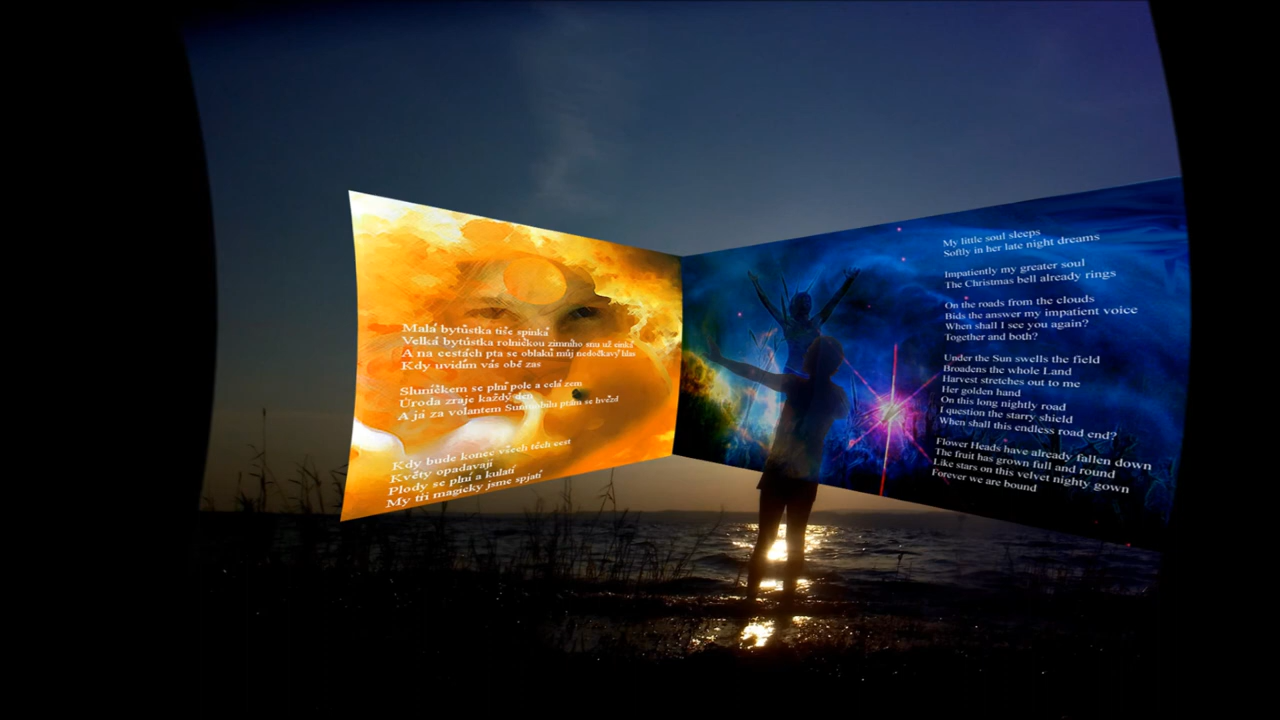 Malá bytůstka tiše spinká
Velká bytůstka rolničkou zimního snu už cinká
A na cestách pta se oblaků můj nedočkavý hlas
Kdy uvidím vás obě zas
Sluníčkem se plní pole a celá zem
Úroda zraje každý den
A já za volantem Sunmobilu ptám se hvězd
Kdy bude konec všech těch cest
Květy opadavají
Plody se plní a kulatí
My tři magicky jsme spjatí
My little soul sleeps
Softly in her late night dreams
Impatiently my greater soul
The Christmas bell already rings
On the roads from the clouds
Bids the answer my impatient voice
When shall I see you again?
Together and both?
Under the Sun swells the field
Broadens the whole Land
Harvest stretches out to me
Her golden hand
On this long nightly road
I question the starry shield
When shall this endless road end?
Flower Heads have already fallen down
The fruit has grown full and round
Like stars on this velvet nighty gown
Forever we are bound